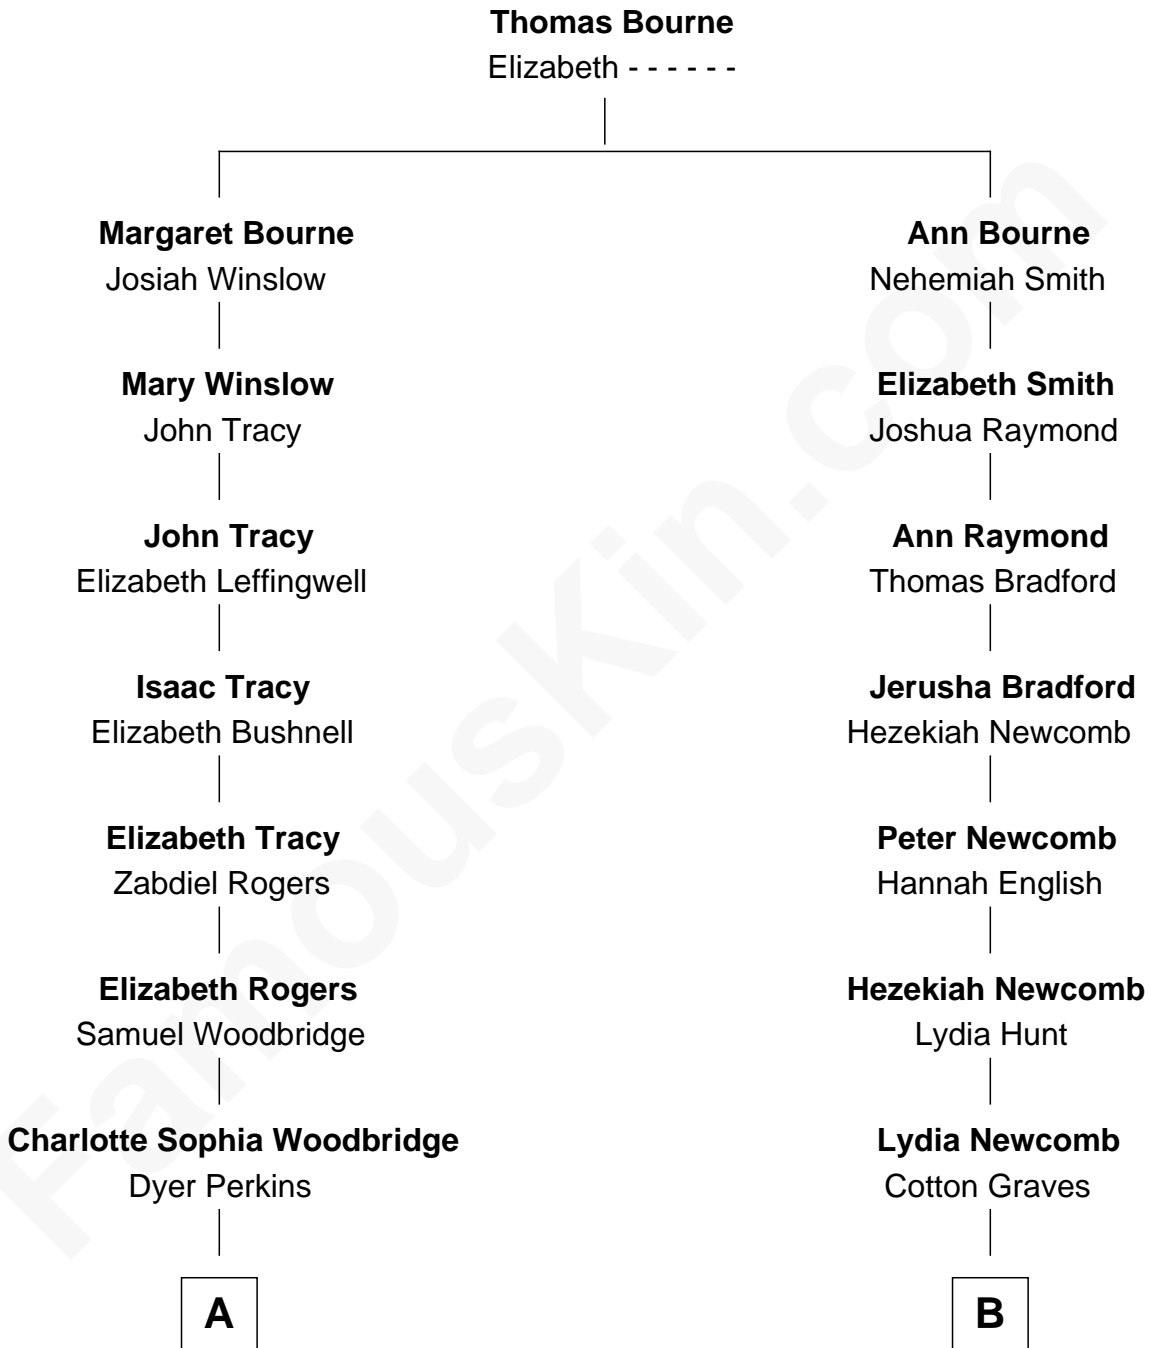 Thomas Bourne
Elizabeth - - - - - -
Margaret Bourne
Josiah Winslow
Ann Bourne
Nehemiah Smith
Mary Winslow
John Tracy
Elizabeth Smith
Joshua Raymond
John Tracy
Elizabeth Leffingwell
Ann Raymond
Thomas Bradford
Isaac Tracy
Elizabeth Bushnell
Jerusha Bradford
Hezekiah Newcomb
Elizabeth Tracy
Zabdiel Rogers
Peter Newcomb
Hannah English
Elizabeth Rogers
Samuel Woodbridge
Hezekiah Newcomb
Lydia Hunt
Charlotte Sophia Woodbridge
Dyer Perkins
Lydia Newcomb
Cotton Graves
A
B
FamousKin.com